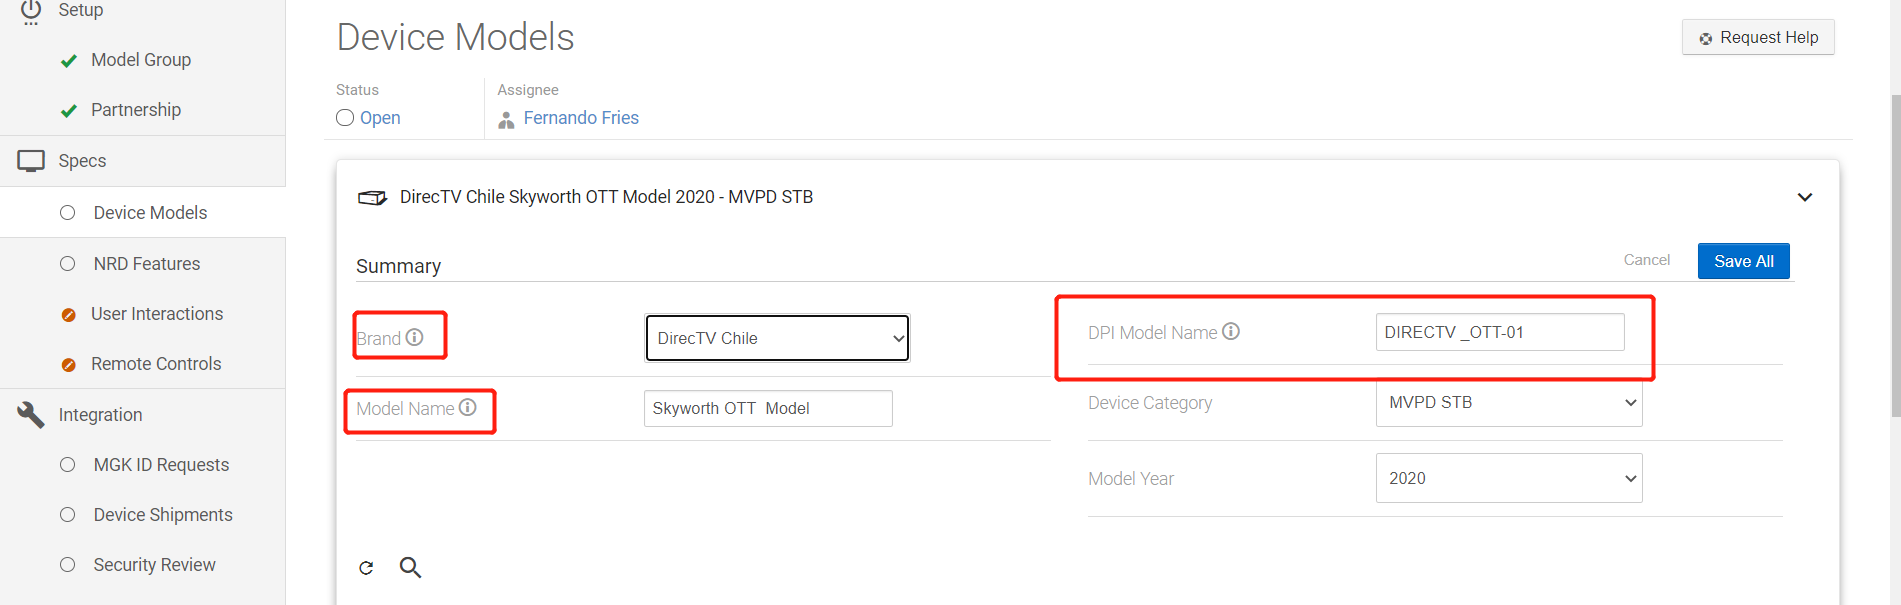 Setup
Model Group
Partnership
Specs
Device Models
NRD Features
User Interactions
Remote Controls
Integration
MGK ID Requests
Device Shipments
Security Review
Device Models
Request Help
Status
Open
Assignee
Fernando Fries
DirecTV Chile Skyworth OTT Model 2020 - MVPD STB
Summary
Cancel
Save All
Brand
DirecTV Chile
DPI Model Name
DIRECTV _OTT-01
Model Name
Skyworth OTT  Model
Device Category
MVPD STB
Model Year
2020